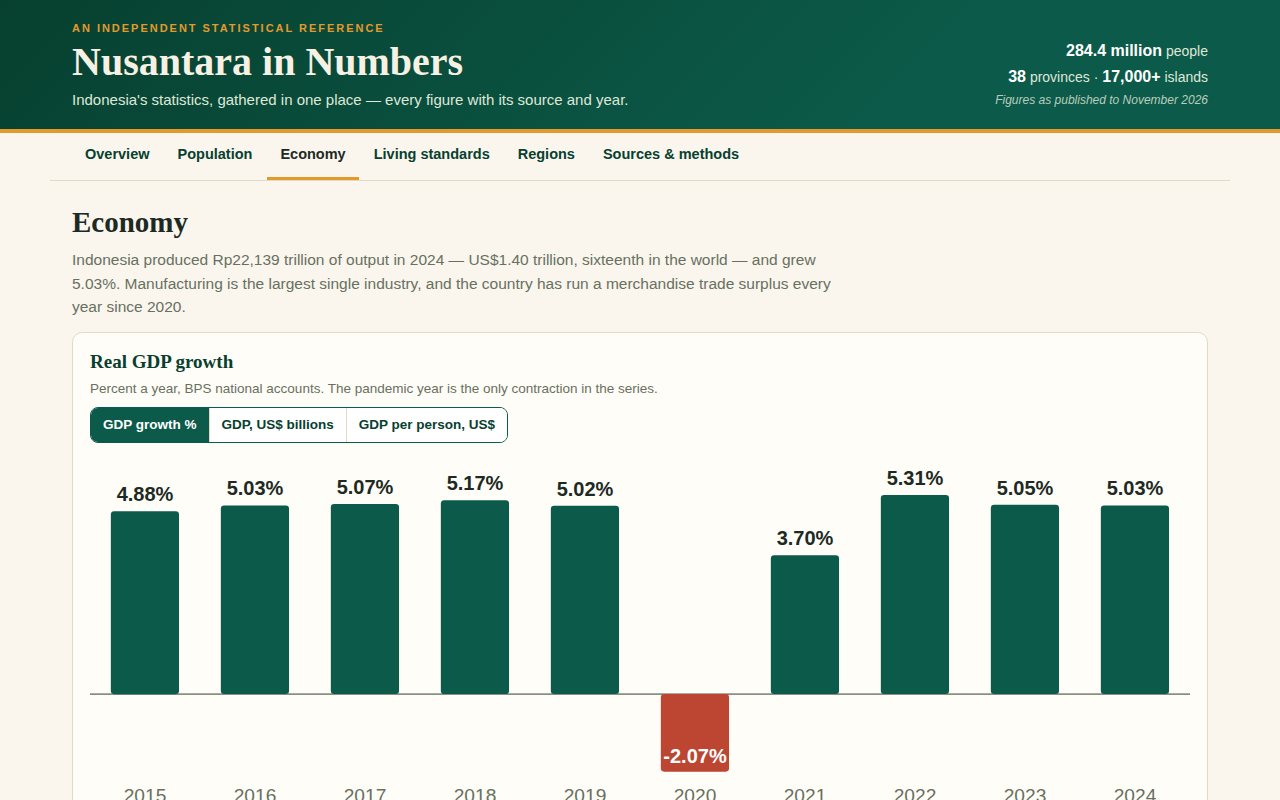 AN INDEPENDENT STATISTICAL REFERENCE
Nusantara in Numbers
Indonesia's statistics, gathered in one place — every figure with its source and year.
284.4 million people
38 provinces · 17,000+ islands
Figures as published to November 2026
Overview Population Economy Living standards Regions Sources & methods
Economy
Indonesia produced Rp22,139 trillion of output in 2024 — US$1.40 trillion, sixteenth in the world — and grew
5.03%. Manufacturing is the largest single industry, and the country has run a merchandise trade surplus every
year since 2020.
Real GDP growth
Percent a year, BPS national accounts. The pandemic year is the only contraction in the series.
GDP growth % GDP, US$ billions GDP per person, US$
4.88% 5.03% 5.07% 5.17% 5.02% 3.70% 5.31% 5.05% 5.03%
-2.07%
2015 2016 2017 2018 2019 2020 2021 2022 2023 2024